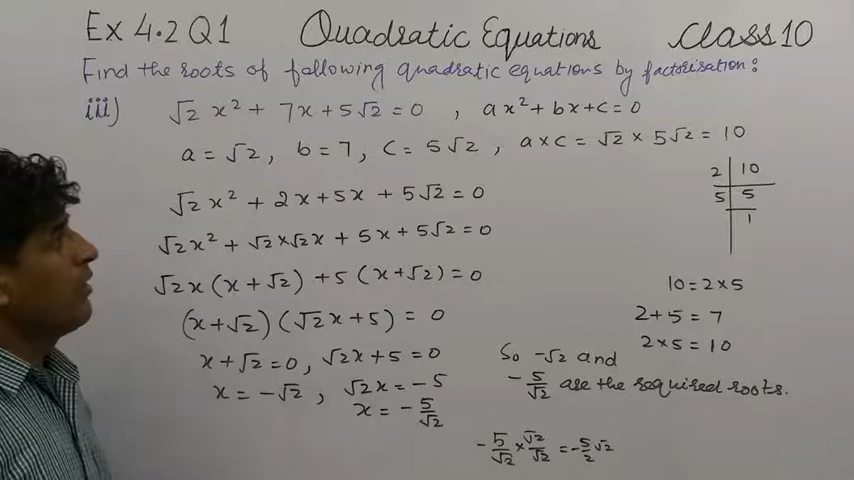 Ex 4.2 Q1 Quadratic Equations Class 10
Find the roots of following quadratic equations by factorisation:
iii) √2 x² + 7x + 5√2 = 0 , ax² + bx + c = 0
a = √2, b = 7, c = 5√2 , a×c = √2 × 5√2 = 10
2 | 10
5 | 5
| 1
√2 x² + 2x + 5x + 5√2 = 0
√2x² + √2×√2x + 5x + 5√2 = 0
√2x (x + √2) + 5 (x + √2) = 0
(x + √2) (√2x + 5) = 0
x + √2 = 0, √2x + 5 = 0
x = -√2 , √2x = -5
x = -5/√2
10 = 2×5
2 + 5 = 7
2 × 5 = 10
So -√2 and
-5/√2 are the required roots.
-5/√2 × √2/√2 = -5/2 √2